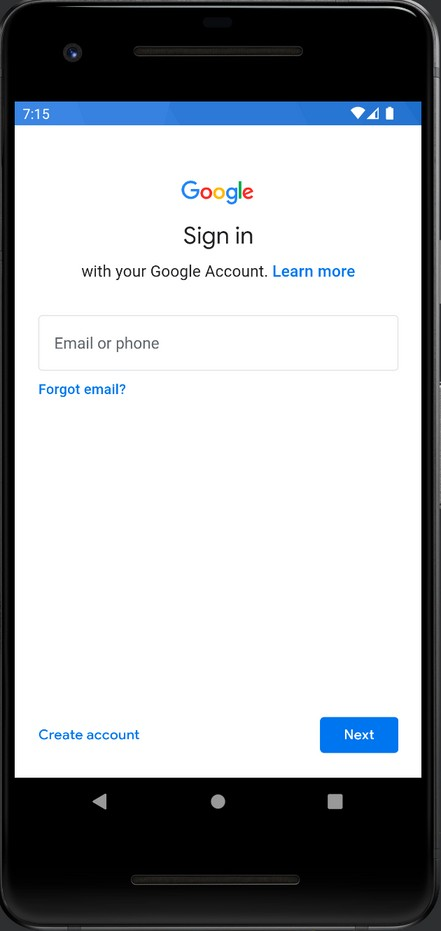 7:15
Google
Sign in
with your Google Account. Learn more
Email or phone
Forgot email?
Create account
Next